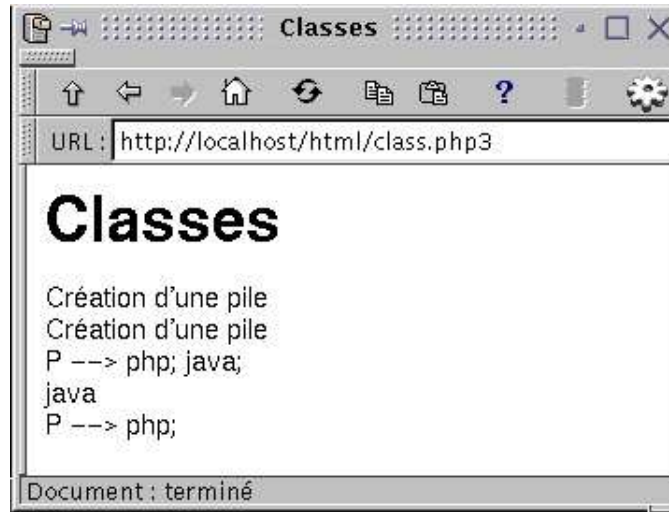 Classes
?
URL : http://localhost/html/class.php3
Classes
Création d'une pile
Création d'une pile
P --> php; java;
java
P --> php;
Document : terminé